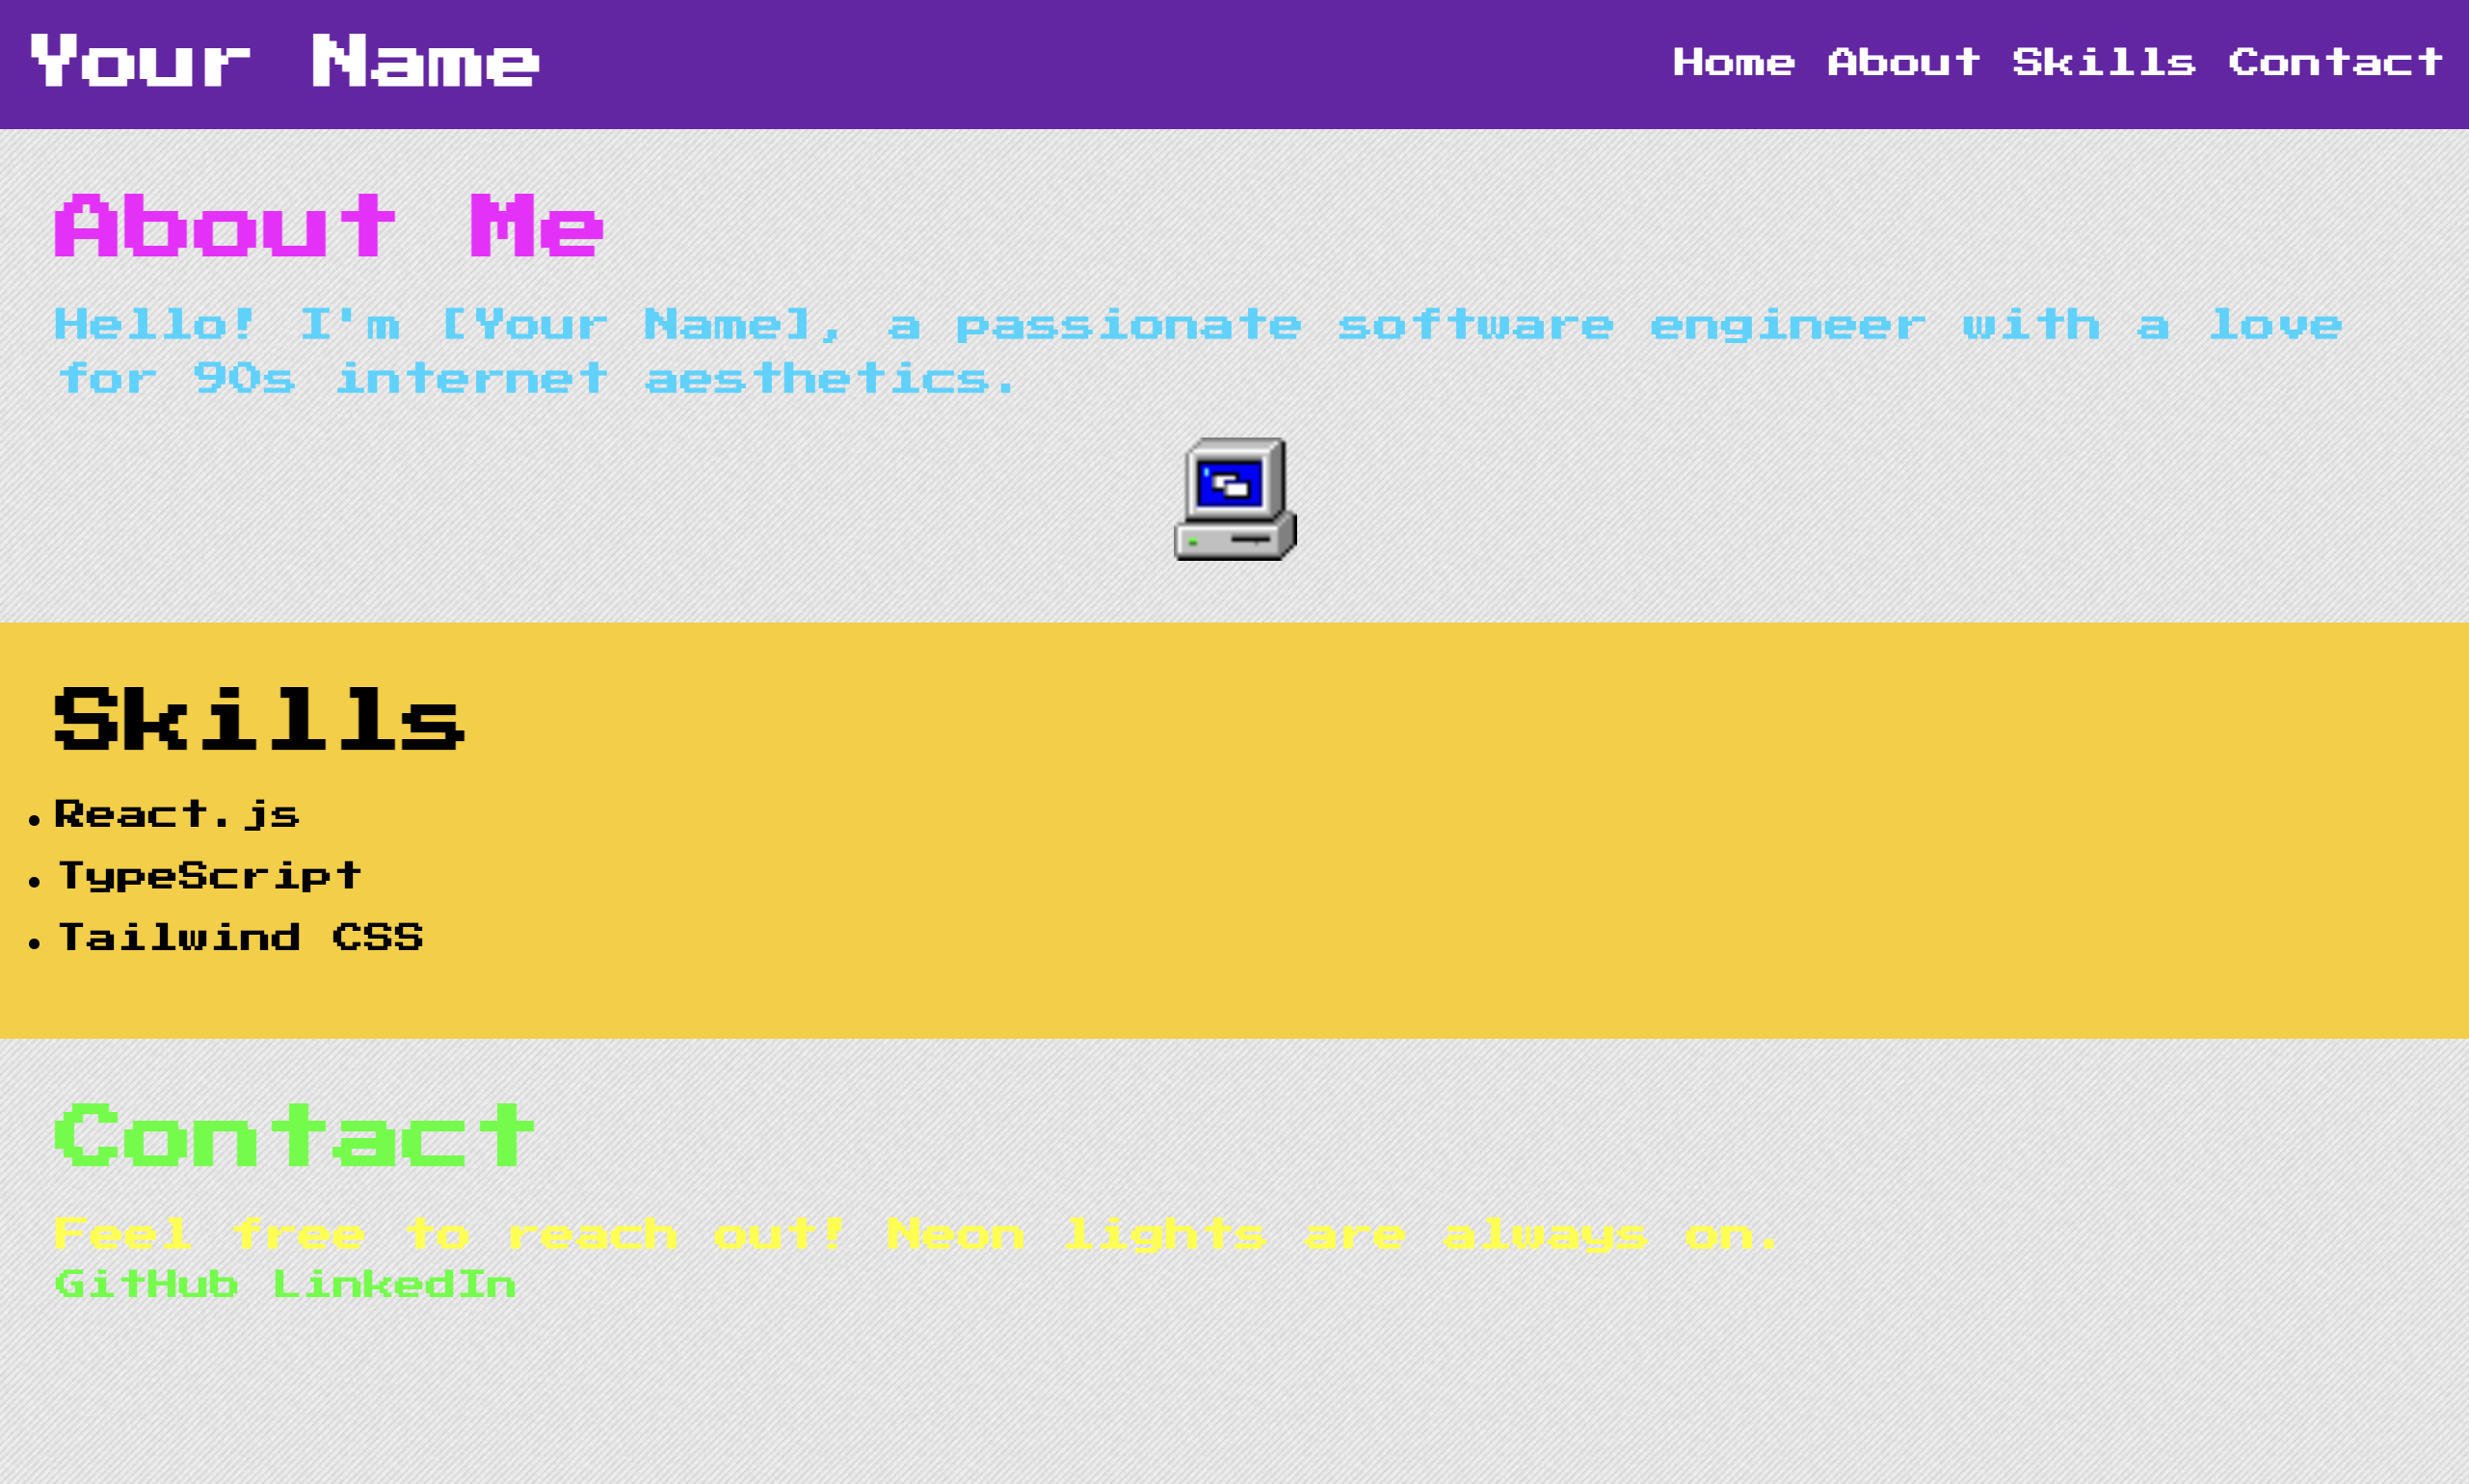 Your Name
Home About Skills Contact
About Me
Hello! I'm [Your Name], a passionate software engineer with a love
for 90s internet aesthetics.
Skills
• React.js
• TypeScript
• Tailwind CSS
Contact
Feel free to reach out! Neon lights are always on.
GitHub LinkedIn